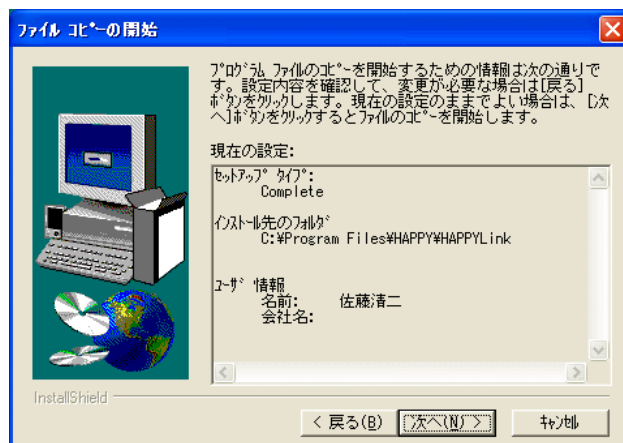 ファイル コピーの開始
プログラム ファイルのコピーを開始するための情報は次の通りで
す。設定内容を確認して、変更が必要な場合は[戻る]
ボタンをクリックします。現在の設定のままでよい場合は、[次
へ]ボタンをクリックするとファイルのコピーを開始します。
現在の設定:
セットアップ タイプ:
Complete
インストール先のフォルダ
C:¥Program Files¥HAPPY¥HAPPYLink
ユーザ 情報
名前: 佐藤清二
会社名:
InstallShield
< 戻る(B) 次へ(N) > キャンセル